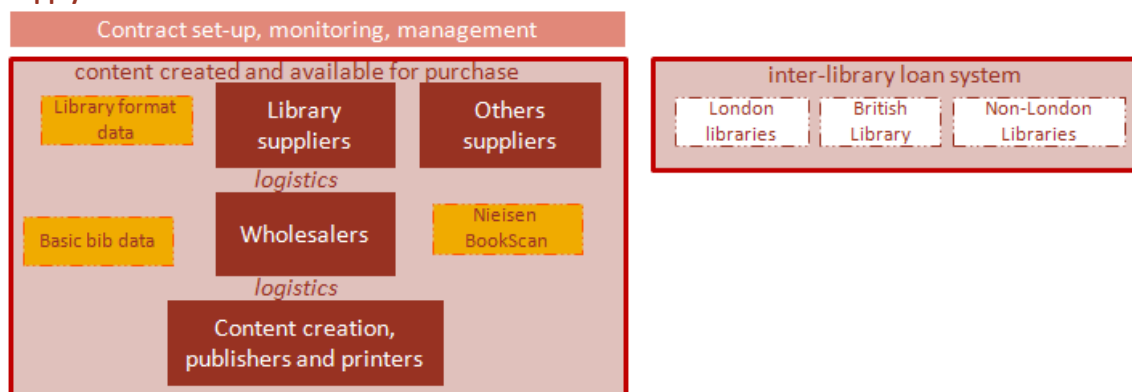 Contract set-up, monitoring, management
content created and available for purchase
Library format
data
Library
suppliers
Others
suppliers
logistics
Basic bib data
Wholesalers
Nieisen
BookScan
logistics
Content creation,
publishers and printers
inter-library loan system
London
libraries
British
Library
Non-London
Libraries